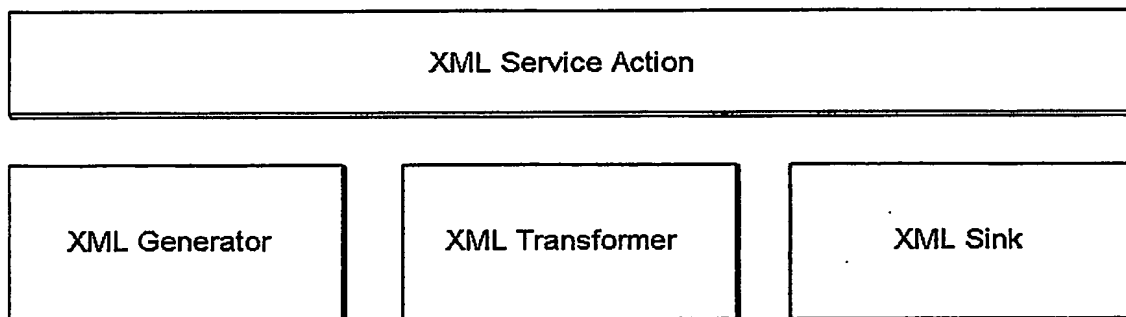 XML Service Action
XML Generator
XML Transformer
XML Sink